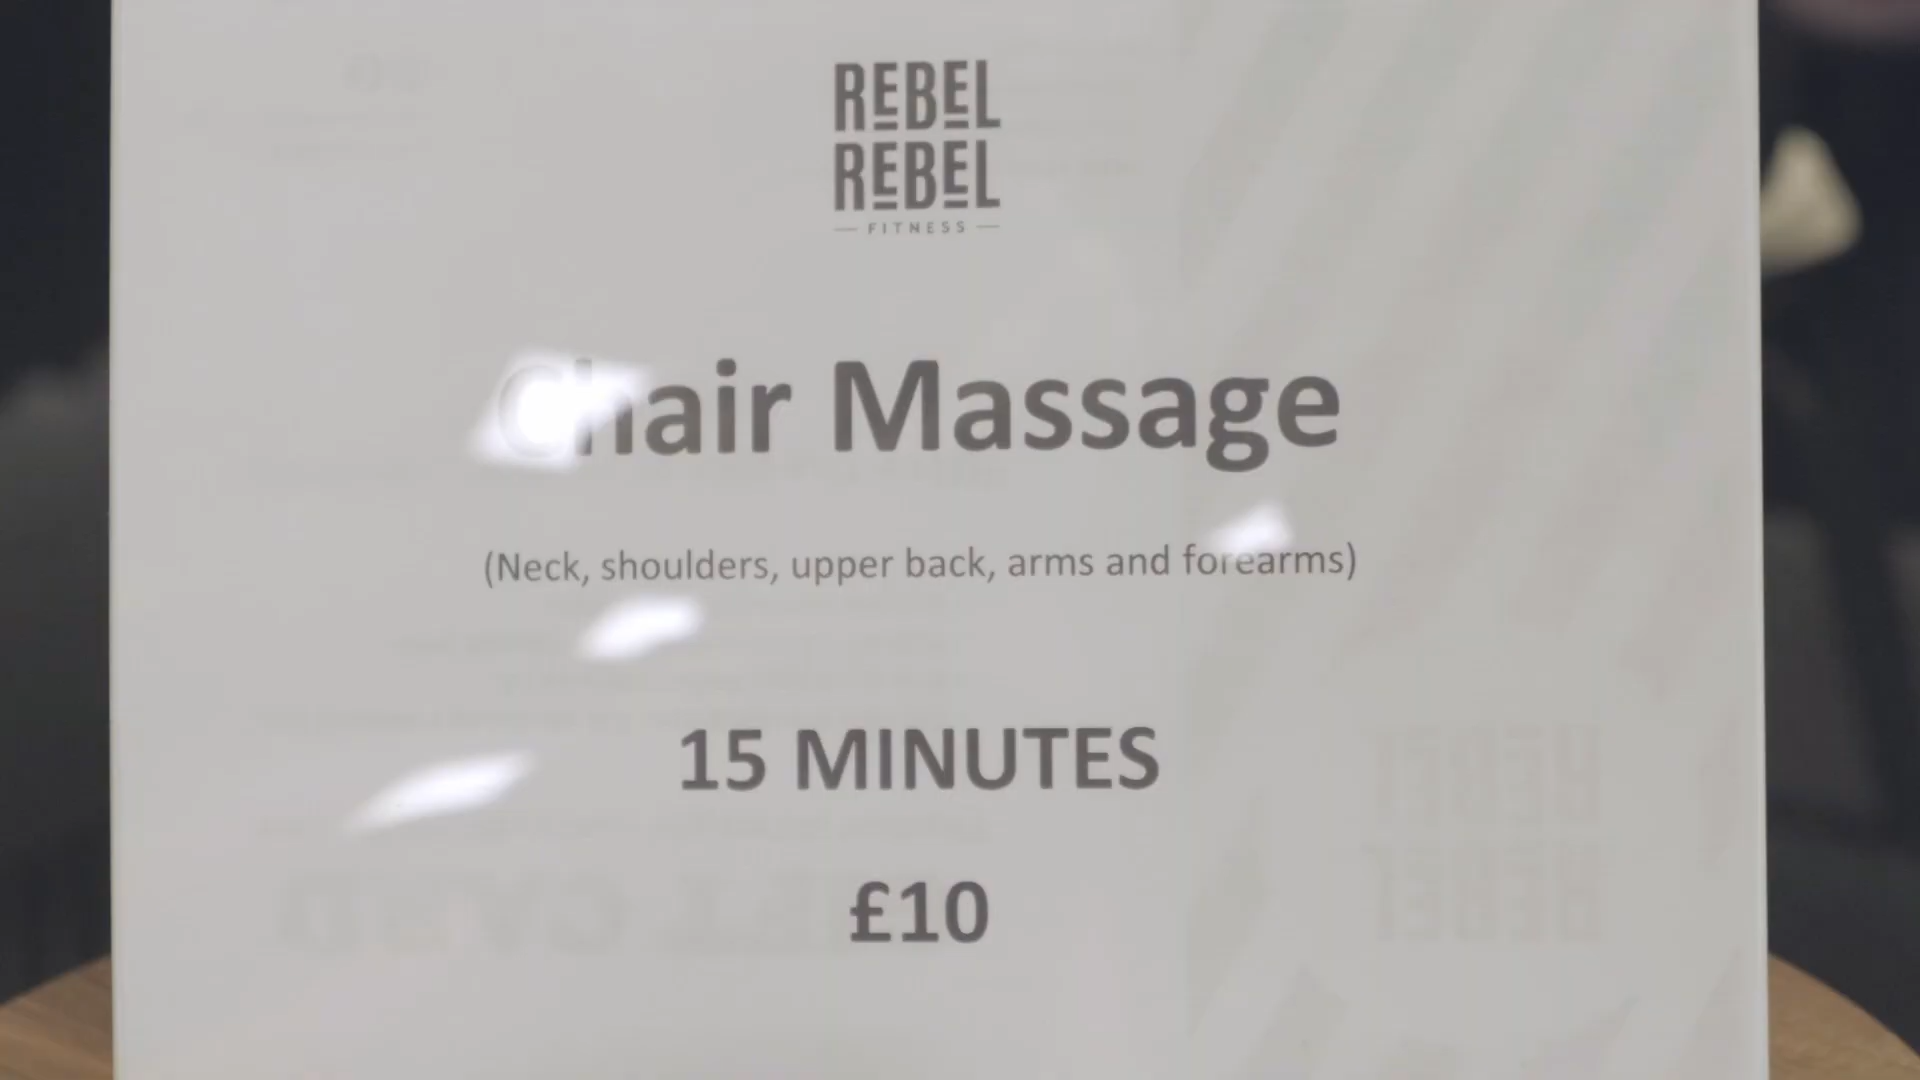 REBEL
REBEL
FITNESS
Chair Massage
(Neck, shoulders, upper back, arms and forearms)
15 MINUTES
£10